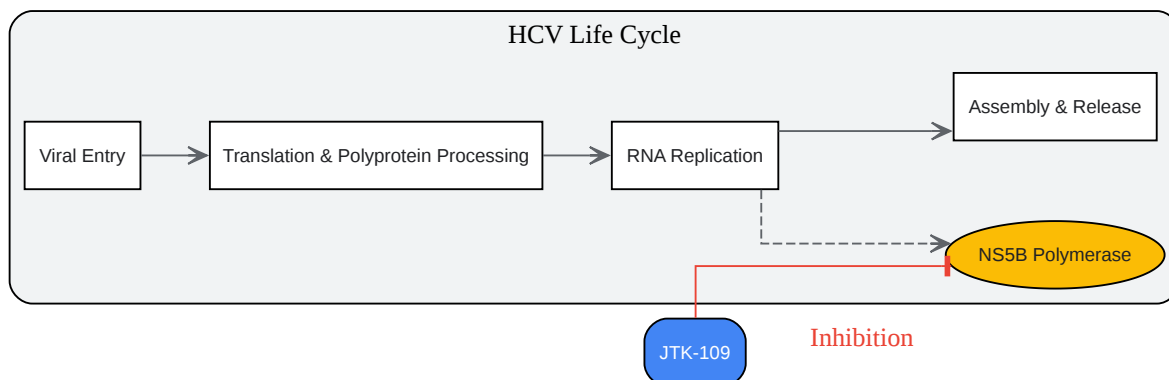 HCV Life Cycle
Assembly & Release
Viral Entry
Translation & Polyprotein Processing
RNA Replication
NS5B Polymerase
Inhibition
JTK-109